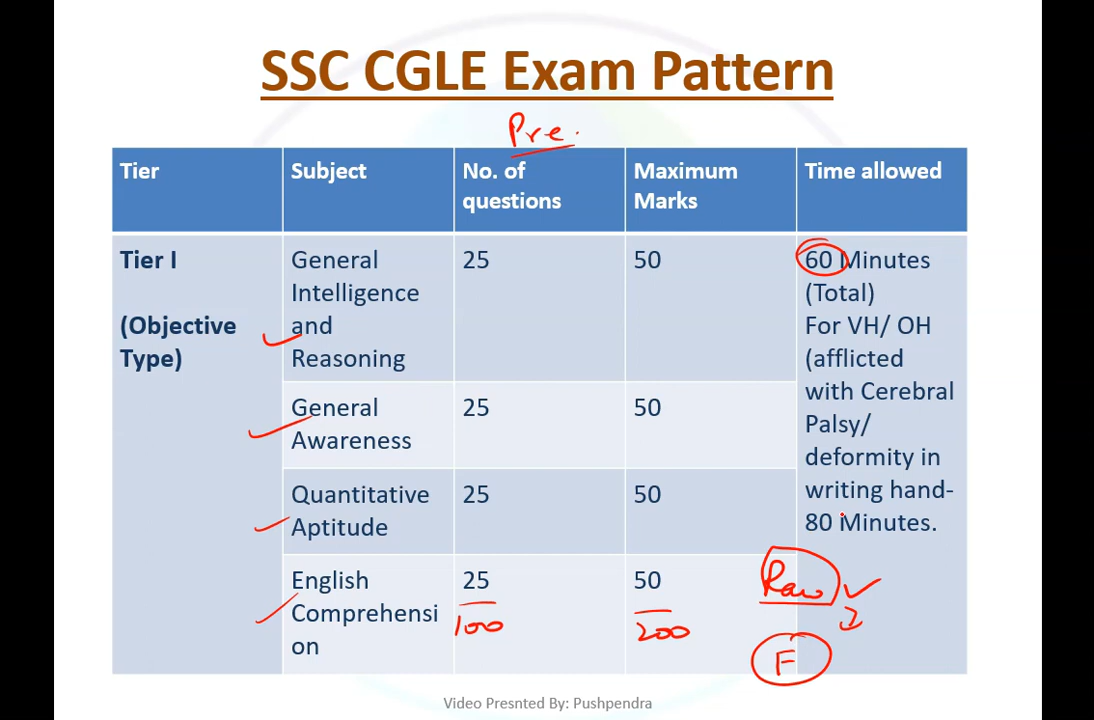 SSC CGLE Exam Pattern
Pre.
Tier
Subject
No. of
questions
Maximum
Marks
Time allowed
Tier I
(Objective
Type)
General
Intelligence
and
Reasoning
25
50
60 Minutes
(Total)
For VH/ OH
(afflicted
with Cerebral
Palsy/
deformity in
writing hand-
80 Minutes.
General
Awareness
25
50
Quantitative
Aptitude
25
50
English
Comprehensi
on
25
50
100
200
Raw
F
Video Presnted By: Pushpendra